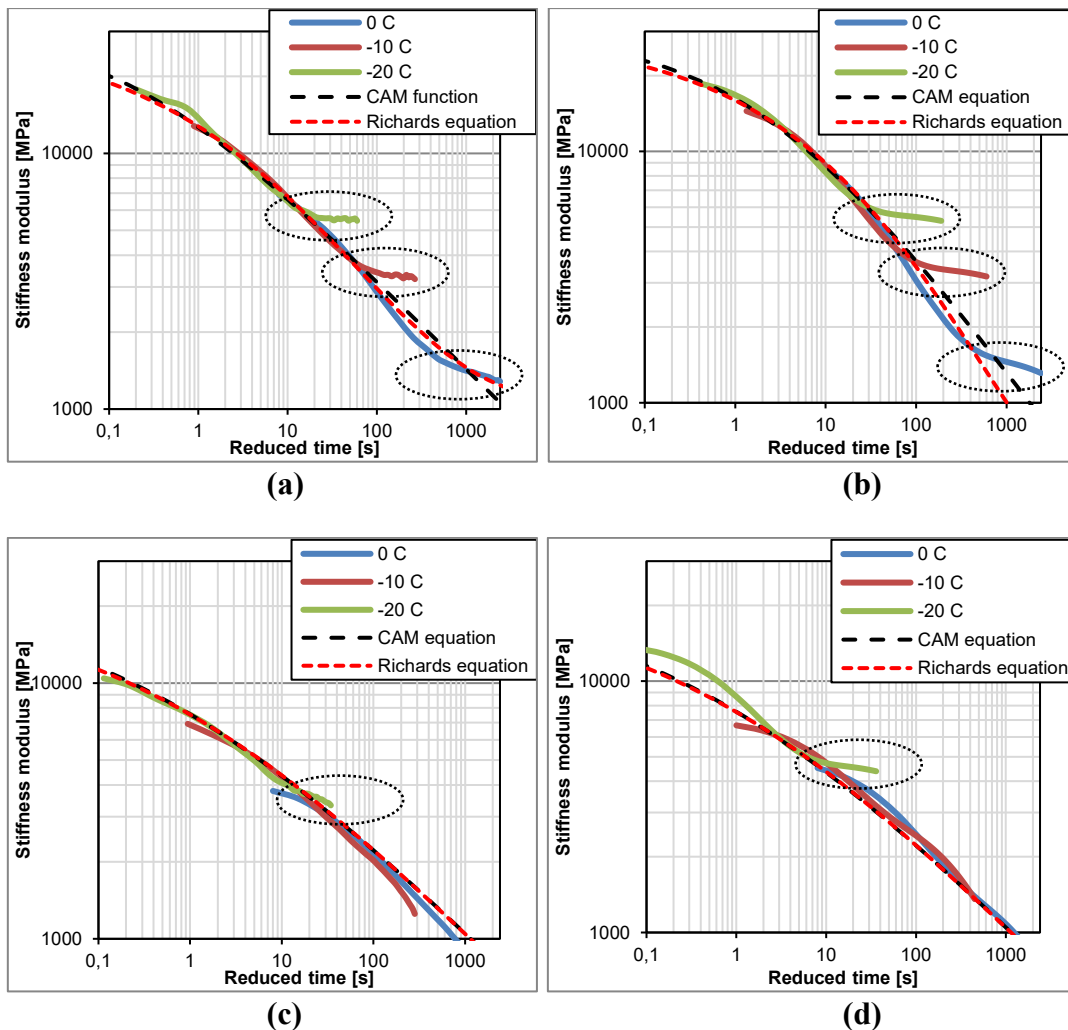 0 C
-10 C
-20 C
CAM function
Richards equation
Stiffness modulus [MPa]
10000
1000
0,1 1 10 100 1000
Reduced time [s]
(a)
0 C
-10 C
-20 C
CAM equation
Richards equation
Stiffness modulus [MPa]
10000
1000
0,1 1 10 100 1000
Reduced time [s]
(b)
0 C
-10 C
-20 C
CAM equation
Richards equation
Stiffness modulus [MPa]
10000
1000
0,1 1 10 100 1000
Reduced time [s]
(c)
0 C
-10 C
-20 C
CAM equation
Richards equation
Stiffness modulus [MPa]
10000
1000
0,1 1 10 100 1000
Reduced time [s]
(d)